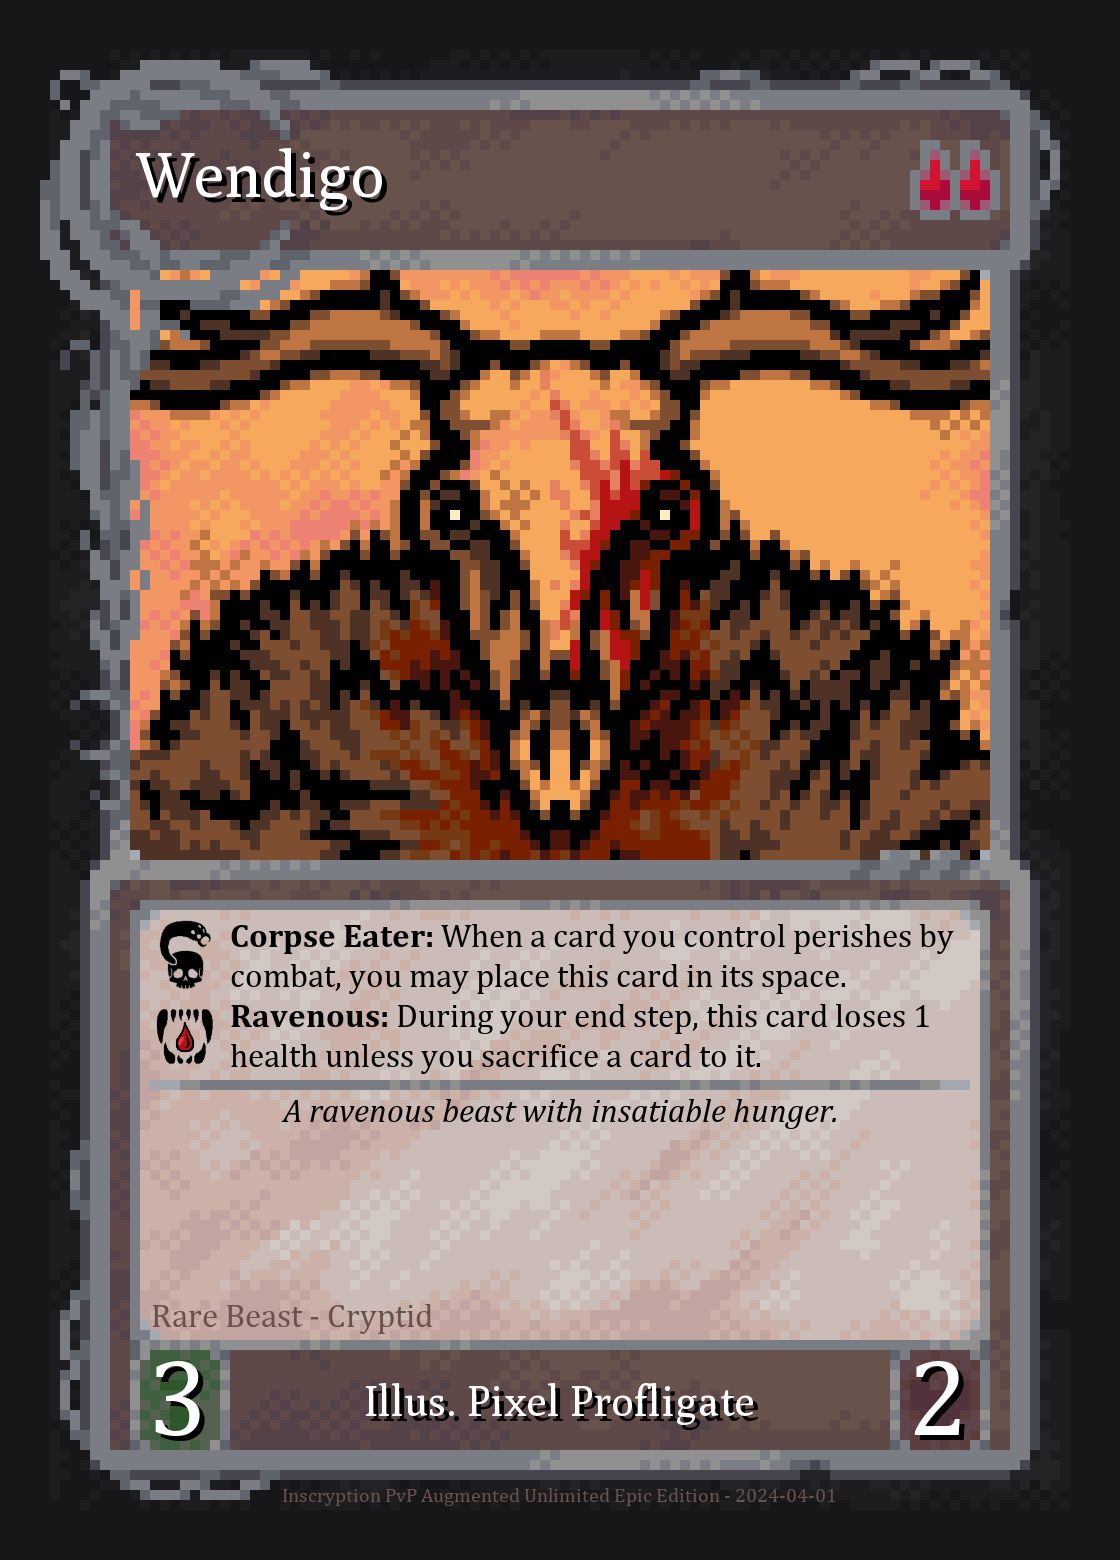 Wendigo
Corpse Eater: When a card you control perishes by
combat, you may place this card in its space.
Ravenous: During your end step, this card loses 1
health unless you sacrifice a card to it.
A ravenous beast with insatiable hunger.
Rare Beast - Cryptid
3
Illus. Pixel Profligate
2
Inscryption PvP Augmented Unlimited Epic Edition - 2024-04-01